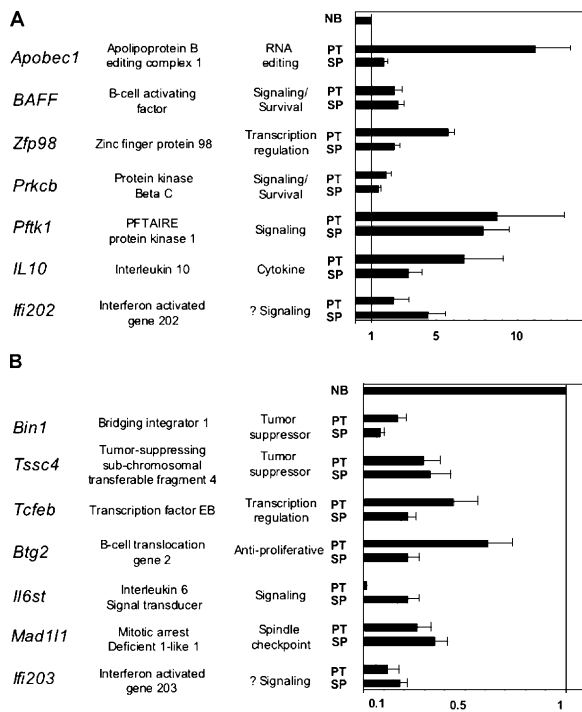 A
NB
Apobec1 Apolipoprotein B editing complex 1 RNA editing PT SP
BAFF B-cell activating factor Signaling/ Survival PT SP
Zfp98 Zinc finger protein 98 Transcription regulation PT SP
Prkcb Protein kinase Beta C Signaling/ Survival PT SP
Pftk1 PFTAIRE protein kinase 1 Signaling PT SP
IL10 Interleukin 10 Cytokine PT SP
Ifi202 Interferon activated gene 202 ? Signaling PT SP
1 5 10
B
NB
Bin1 Bridging integrator 1 Tumor suppressor PT SP
Tssc4 Tumor-suppressing sub-chromosomal transferable fragment 4 Tumor suppressor PT SP
Tcfeb Transcription factor EB Transcription regulation PT SP
Btg2 B-cell translocation gene 2 Anti-proliferative PT SP
Il6st Interleukin 6 Signal transducer Signaling PT SP
Mad1l1 Mitotic arrest Deficient 1-like 1 Spindle checkpoint PT SP
Ifi203 Interferon activated gene 203 ? Signaling PT SP
0.1 0.5 1